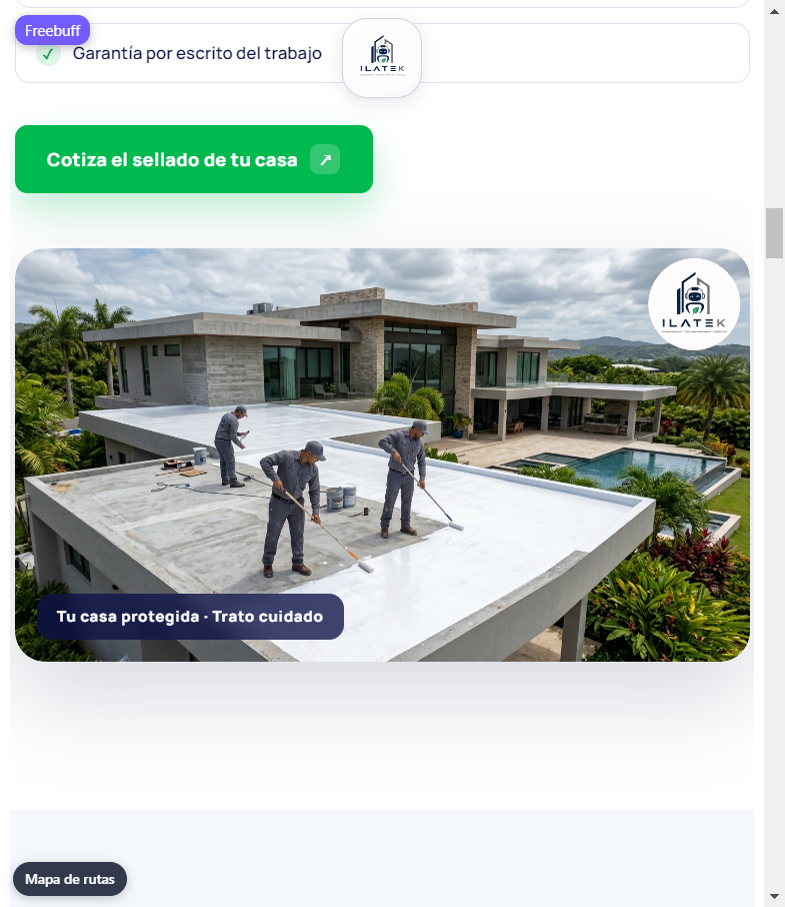 Freebuff
✓ Garantía por escrito del trabajo
ILATEK
Cotiza el sellado de tu casa ↗
ILATEK
Tu casa protegida · Trato cuidado
Mapa de rutas